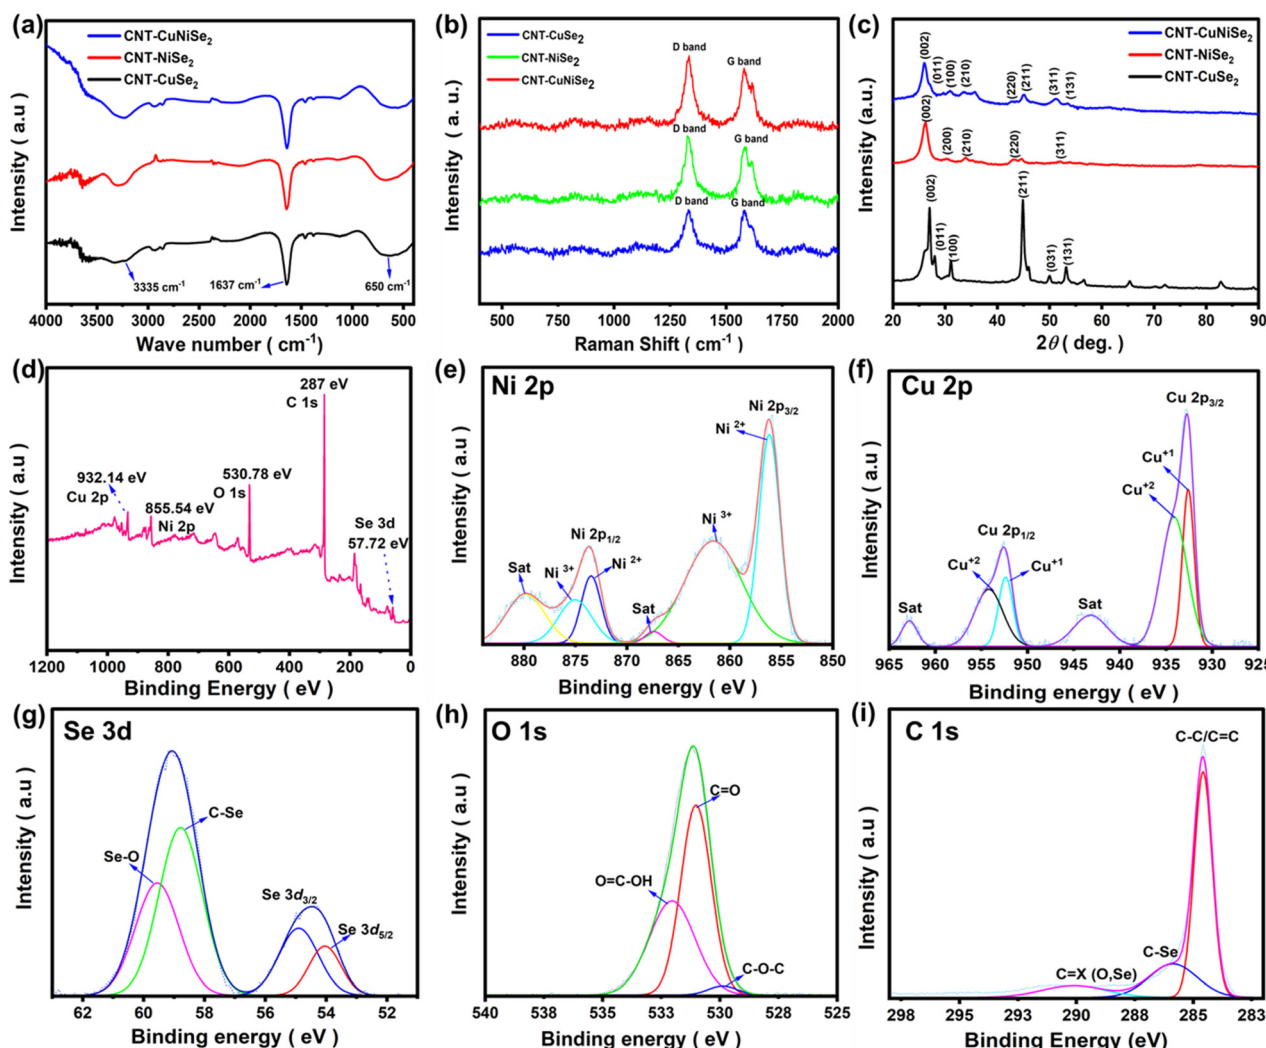 (a)
CNT-CuNiSe2
CNT-NiSe2
CNT-CuSe2
Intensity (a.u)
3335 cm-1
1637 cm-1
650 cm-1
4000 3500 3000 2500 2000 1500 1000 500
Wave number ( cm-1)
(b)
CNT-CuSe2
CNT-NiSe2
CNT-CuNiSe2
Intensity ( a. u.)
D band
G band
D band
G band
D band
G band
500 750 1000 1250 1500 1750 2000
Raman Shift ( cm-1)
(c)
CNT-CuNiSe2
CNT-NiSe2
CNT-CuSe2
Intensity (a.u.)
(002)
(011)
(100)
(210)
(220)
(211)
(311)
(131)
(002)
(200)
(210)
(220)
(311)
(002)
(011)
(100)
(211)
(031)
(131)
20 30 40 50 60 70 80 90
2θ ( deg.)
(d)
287 eV
C 1s
932.14 eV
Cu 2p
855.54 eV
Ni 2p
530.78 eV
O 1s
Se 3d
57.72 eV
Intensity ( a.u )
1200 1000 800 600 400 200 0
Binding Energy ( eV)
(e)
Ni 2p
Ni 2p3/2
Ni 2+
Ni 3+
Ni 2p1/2
Ni 2+
Ni 3+
Sat
Sat
Intensity ( a.u )
880 875 870 865 860 855 850
Binding energy ( eV)
(f)
Cu 2p
Cu 2p3/2
Cu+1
Cu+2
Cu 2p1/2
Cu+2
Cu+1
Sat
Sat
Intensity ( a.u )
965 960 955 950 945 940 935 930 925
Binding energy ( eV)
(g)
Se 3d
C-Se
Se-O
Se 3d3/2
Se 3d5/2
Intensity ( a.u )
62 60 58 56 54 52
Binding energy ( eV)
(h)
O 1s
C=O
O=C-OH
C-O-C
Intensity ( a.u )
540 538 535 533 530 528 525
Binding energy ( eV)
(i)
C 1s
C-C/C=C
C-Se
C=X (O,Se)
Intensity ( a.u )
298 295 293 290 288 285 283
Binding energy (eV)